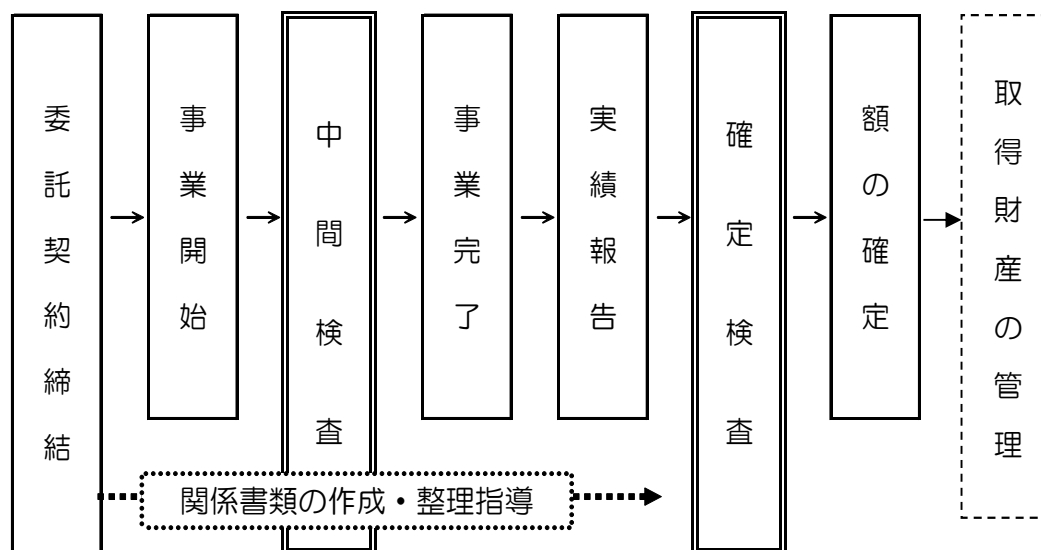 委託契約締結
事業開始
中間検査
事業完了
実績報告
確定検査
額の確定
取得財産の管理
関係書類の作成・整理指導